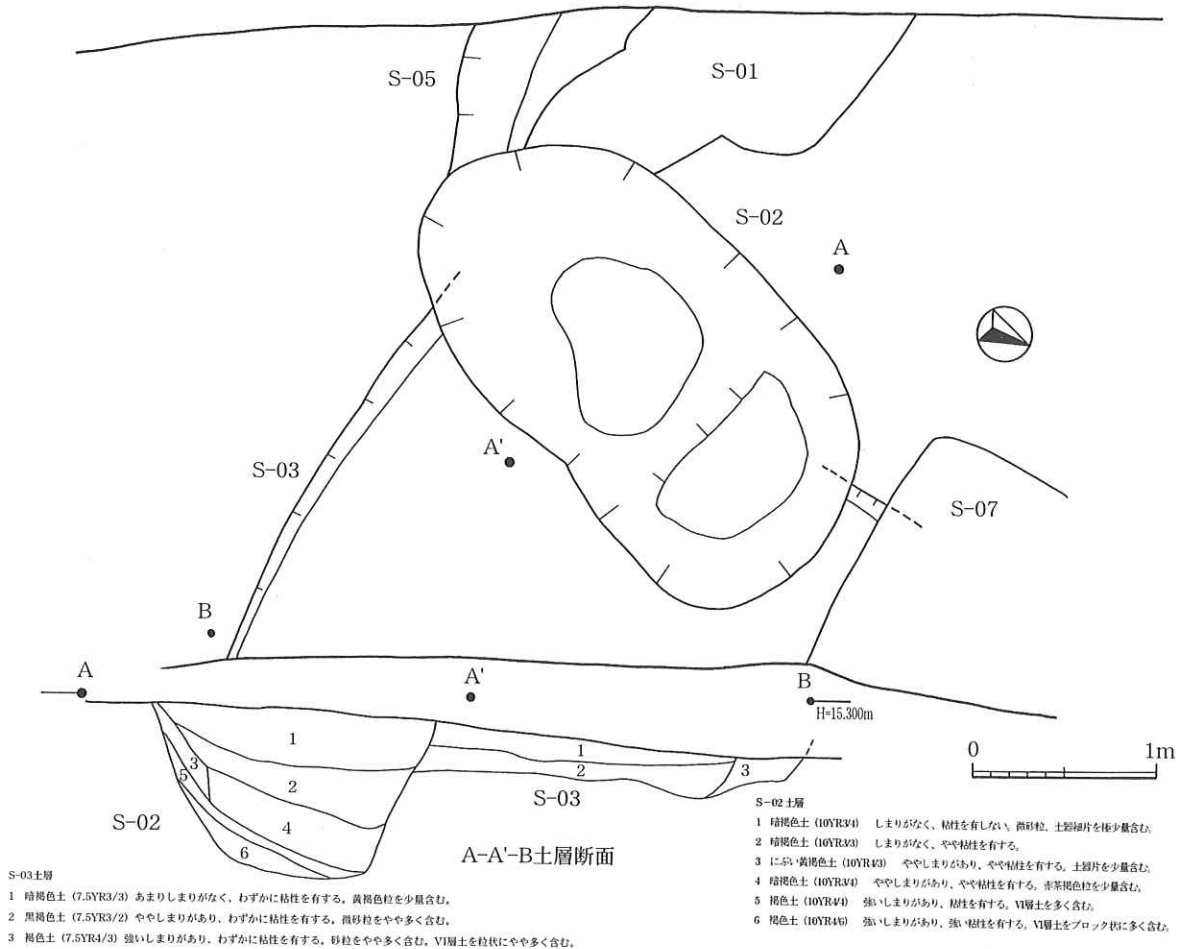 S-05
S-01
S-02
A
A'
S-03
S-07
B
A
A'
B
H=15.300m
0
1m
1
2
3
4
5
6
1
2
3
S-02
S-03
A-A'-B土層断面
S-02土層
1 暗褐色土 (10YR3/4) しまりがなく、粘性を有しない。微砂粒、土器細片を極少量含む。
2 暗褐色土 (10YR3/3) しまりがなく、やや粘性を有する。
3 にぶい黄褐色土 (10YR4/3) ややしまりがあり、やや粘性を有する。土器片を少量含む。
4 暗褐色土 (10YR3/4) ややしまりがあり、やや粘性を有する。赤茶褐色粒を少量含む。
5 褐色土 (10YR4/4) 強いしまりがあり、粘性を有する。VI層土を多く含む。
6 褐色土 (10YR4/6) 強いしまりがあり、強い粘性を有する。VI層土をブロック状に多く含む。
S-03土層
1 暗褐色土 (7.5YR3/3) あまりしまりがなく、わずかに粘性を有する。黄褐色粒を少量含む。
2 黒褐色土 (7.5YR3/2) ややしまりがあり、わずかに粘性を有する。微砂粒をやや多く含む。
3 褐色土 (7.5YR4/3) 強いしまりがあり、わずかに粘性を有する。砂粒をやや多く含む。VI層土を粒状にやや多く含む。